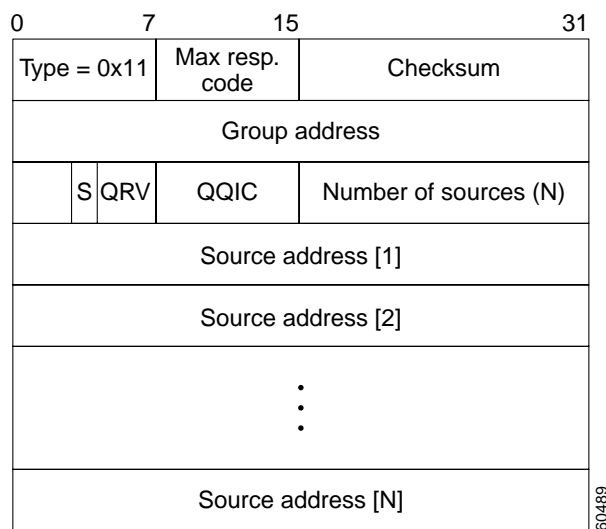 0 7 15 31
Type = 0x11
Max resp.
code
Checksum
Group address
S QRV QQIC Number of sources (N)
Source address [1]
Source address [2]
Source address [N]
60489